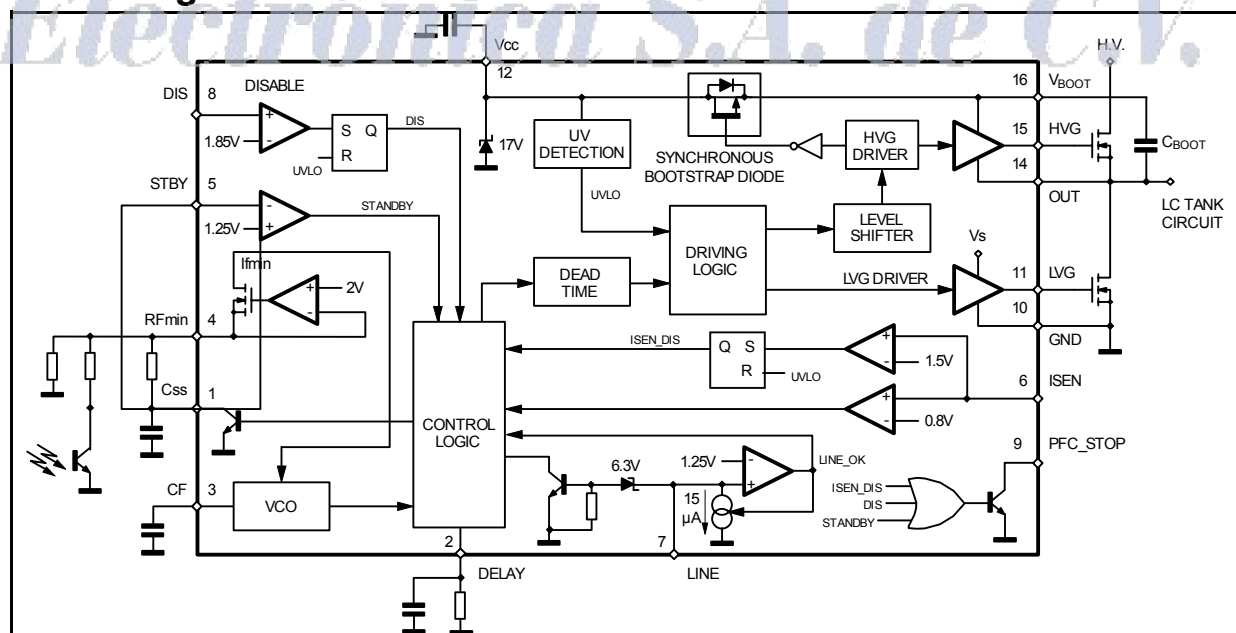 Electronica S.A. de C.V.
Vcc
12
H.V.
DIS
8
DISABLE
1.85V
S Q
R
UVLO
DIS
17V
UV
DETECTION
UVLO
SYNCHRONOUS
BOOTSTRAP DIODE
HVG
DRIVER
16
VBOOT
15
HVG
14
OUT
CBOOT
LC TANK
CIRCUIT
STBY
5
1.25V
STANDBY
Ifmin
2V
RFmin
4
DEAD
TIME
DRIVING
LOGIC
LEVEL
SHIFTER
Vs
LVG DRIVER
11
LVG
10
GND
ISEN_DIS
Q S
R
UVLO
1.5V
0.8V
6
ISEN
Css
1
CONTROL
LOGIC
CF
3
VCO
6.3V
1.25V
LINE_OK
15
µA
9
PFC_STOP
ISEN_DIS
DIS
STANDBY
2
DELAY
7
LINE